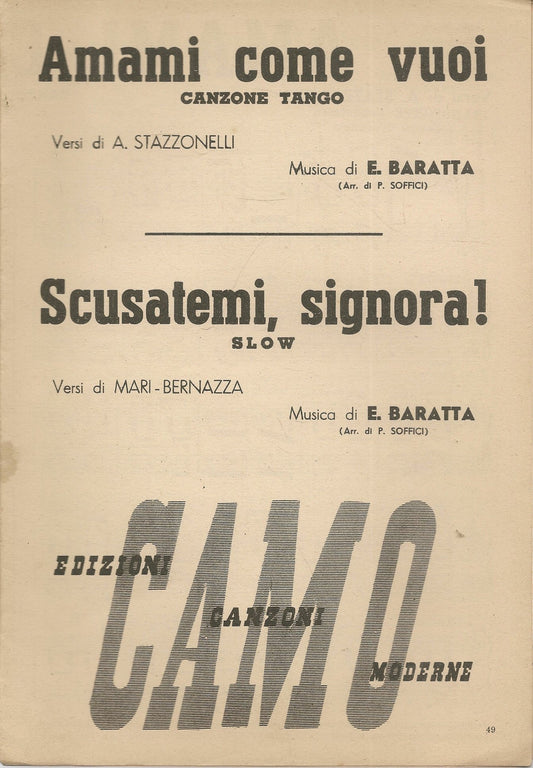 Amami come vuoi
CANZONE TANGO
Versi di A. STAZZONELLI
Musica di E. BARATTA
(Arr. di P. SOFFICI)
Scusatemi, signora!
SLOW
Versi di MARI-BERNAZZA
Musica di E. BARATTA
(Arr. di P. SOFFICI)
CAMO
EDIZIONI
CANZONI
MODERNE
49